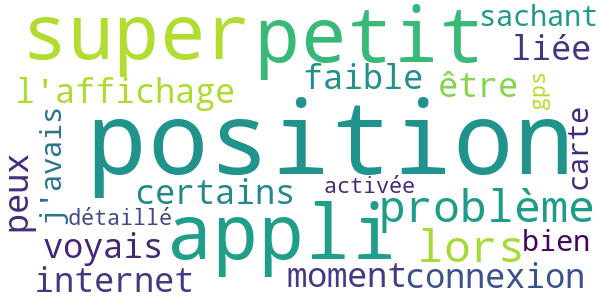 super
petit
sachant
liée
l'affichage
faible
être
gps
position
carte
j'avais
peux
certains
activée
détaillé
appli
problème
voyais
lors
bien
internet
moment
connexion